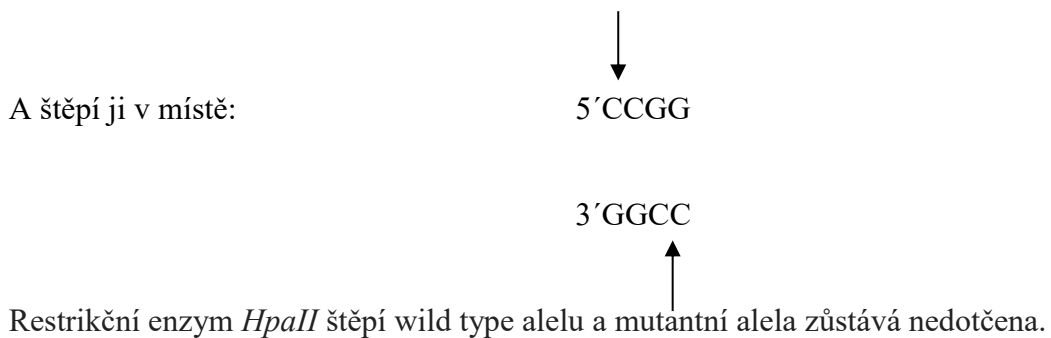 A štěpí ji v místě: 5´CCGG
3´GGCC
Restrikční enzym HpaII štěpí wild type alelu a mutantní alela zůstává nedotčena.